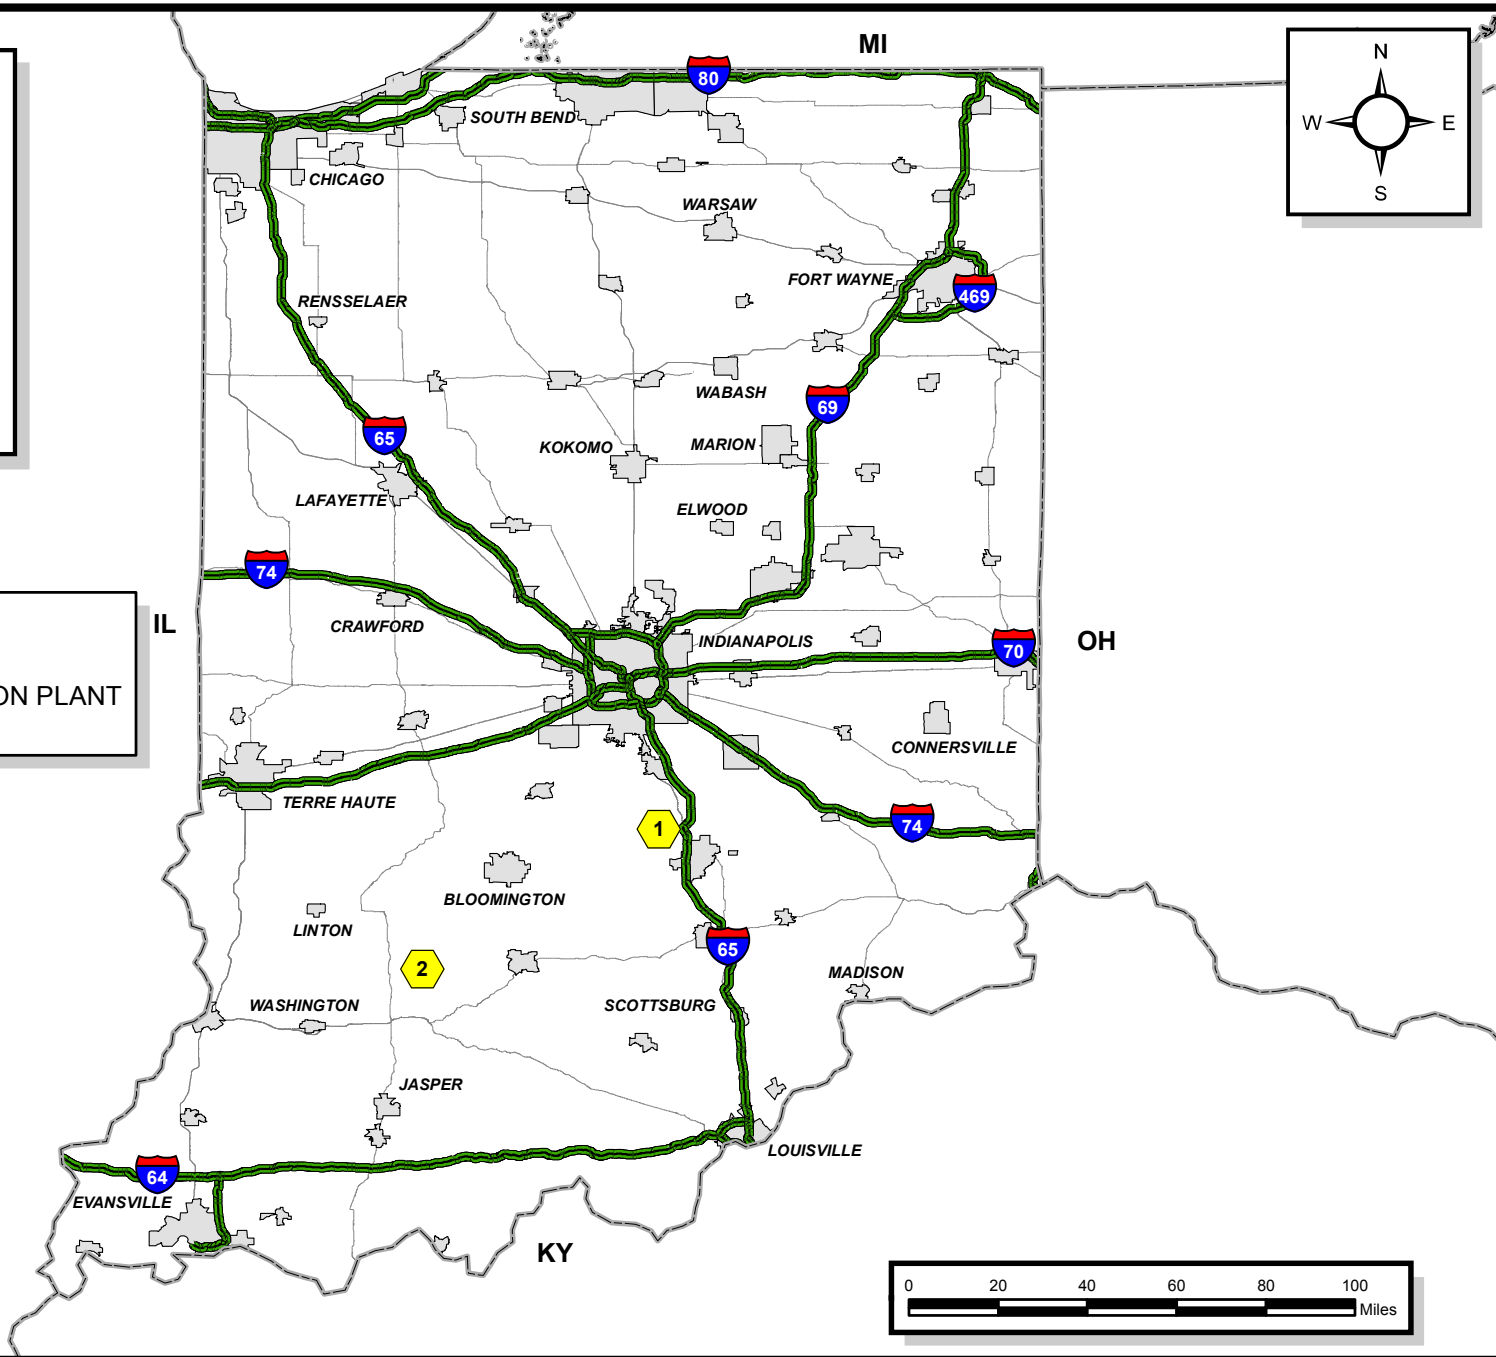 MI
80
N
W E
S
SOUTH BEND
CHICAGO
WARSAW
FORT WAYNE
469
RENSSELAER
WABASH
69
65
KOKOMO
MARION
LAFAYETTE
ELWOOD
74
IL
CRAWFORD
INDIANAPOLIS
OH
70
ON PLANT
CONNERSVILLE
TERRE HAUTE
1
74
BLOOMINGTON
LINTON
65
2
MADISON
WASHINGTON
SCOTTSBURG
JASPER
LOUISVILLE
64
EVANSVILLE
KY
0 20 40 60 80 100
Miles